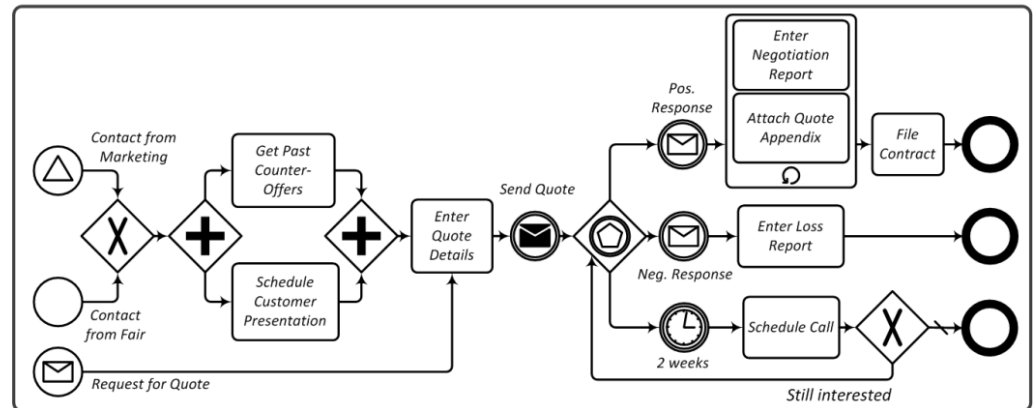 Enter
Negotiation
Report
Pos.
Response
Attach Quote
Appendix
Contact from
Marketing
Get Past
Counter-
Offers
File
Contract
Send Quote
Enter
Quote
Details
Enter Loss
Report
Neg. Response
Schedule
Customer
Presentation
Contact
from Fair
Schedule Call
2 weeks
Request for Quote
Still interested